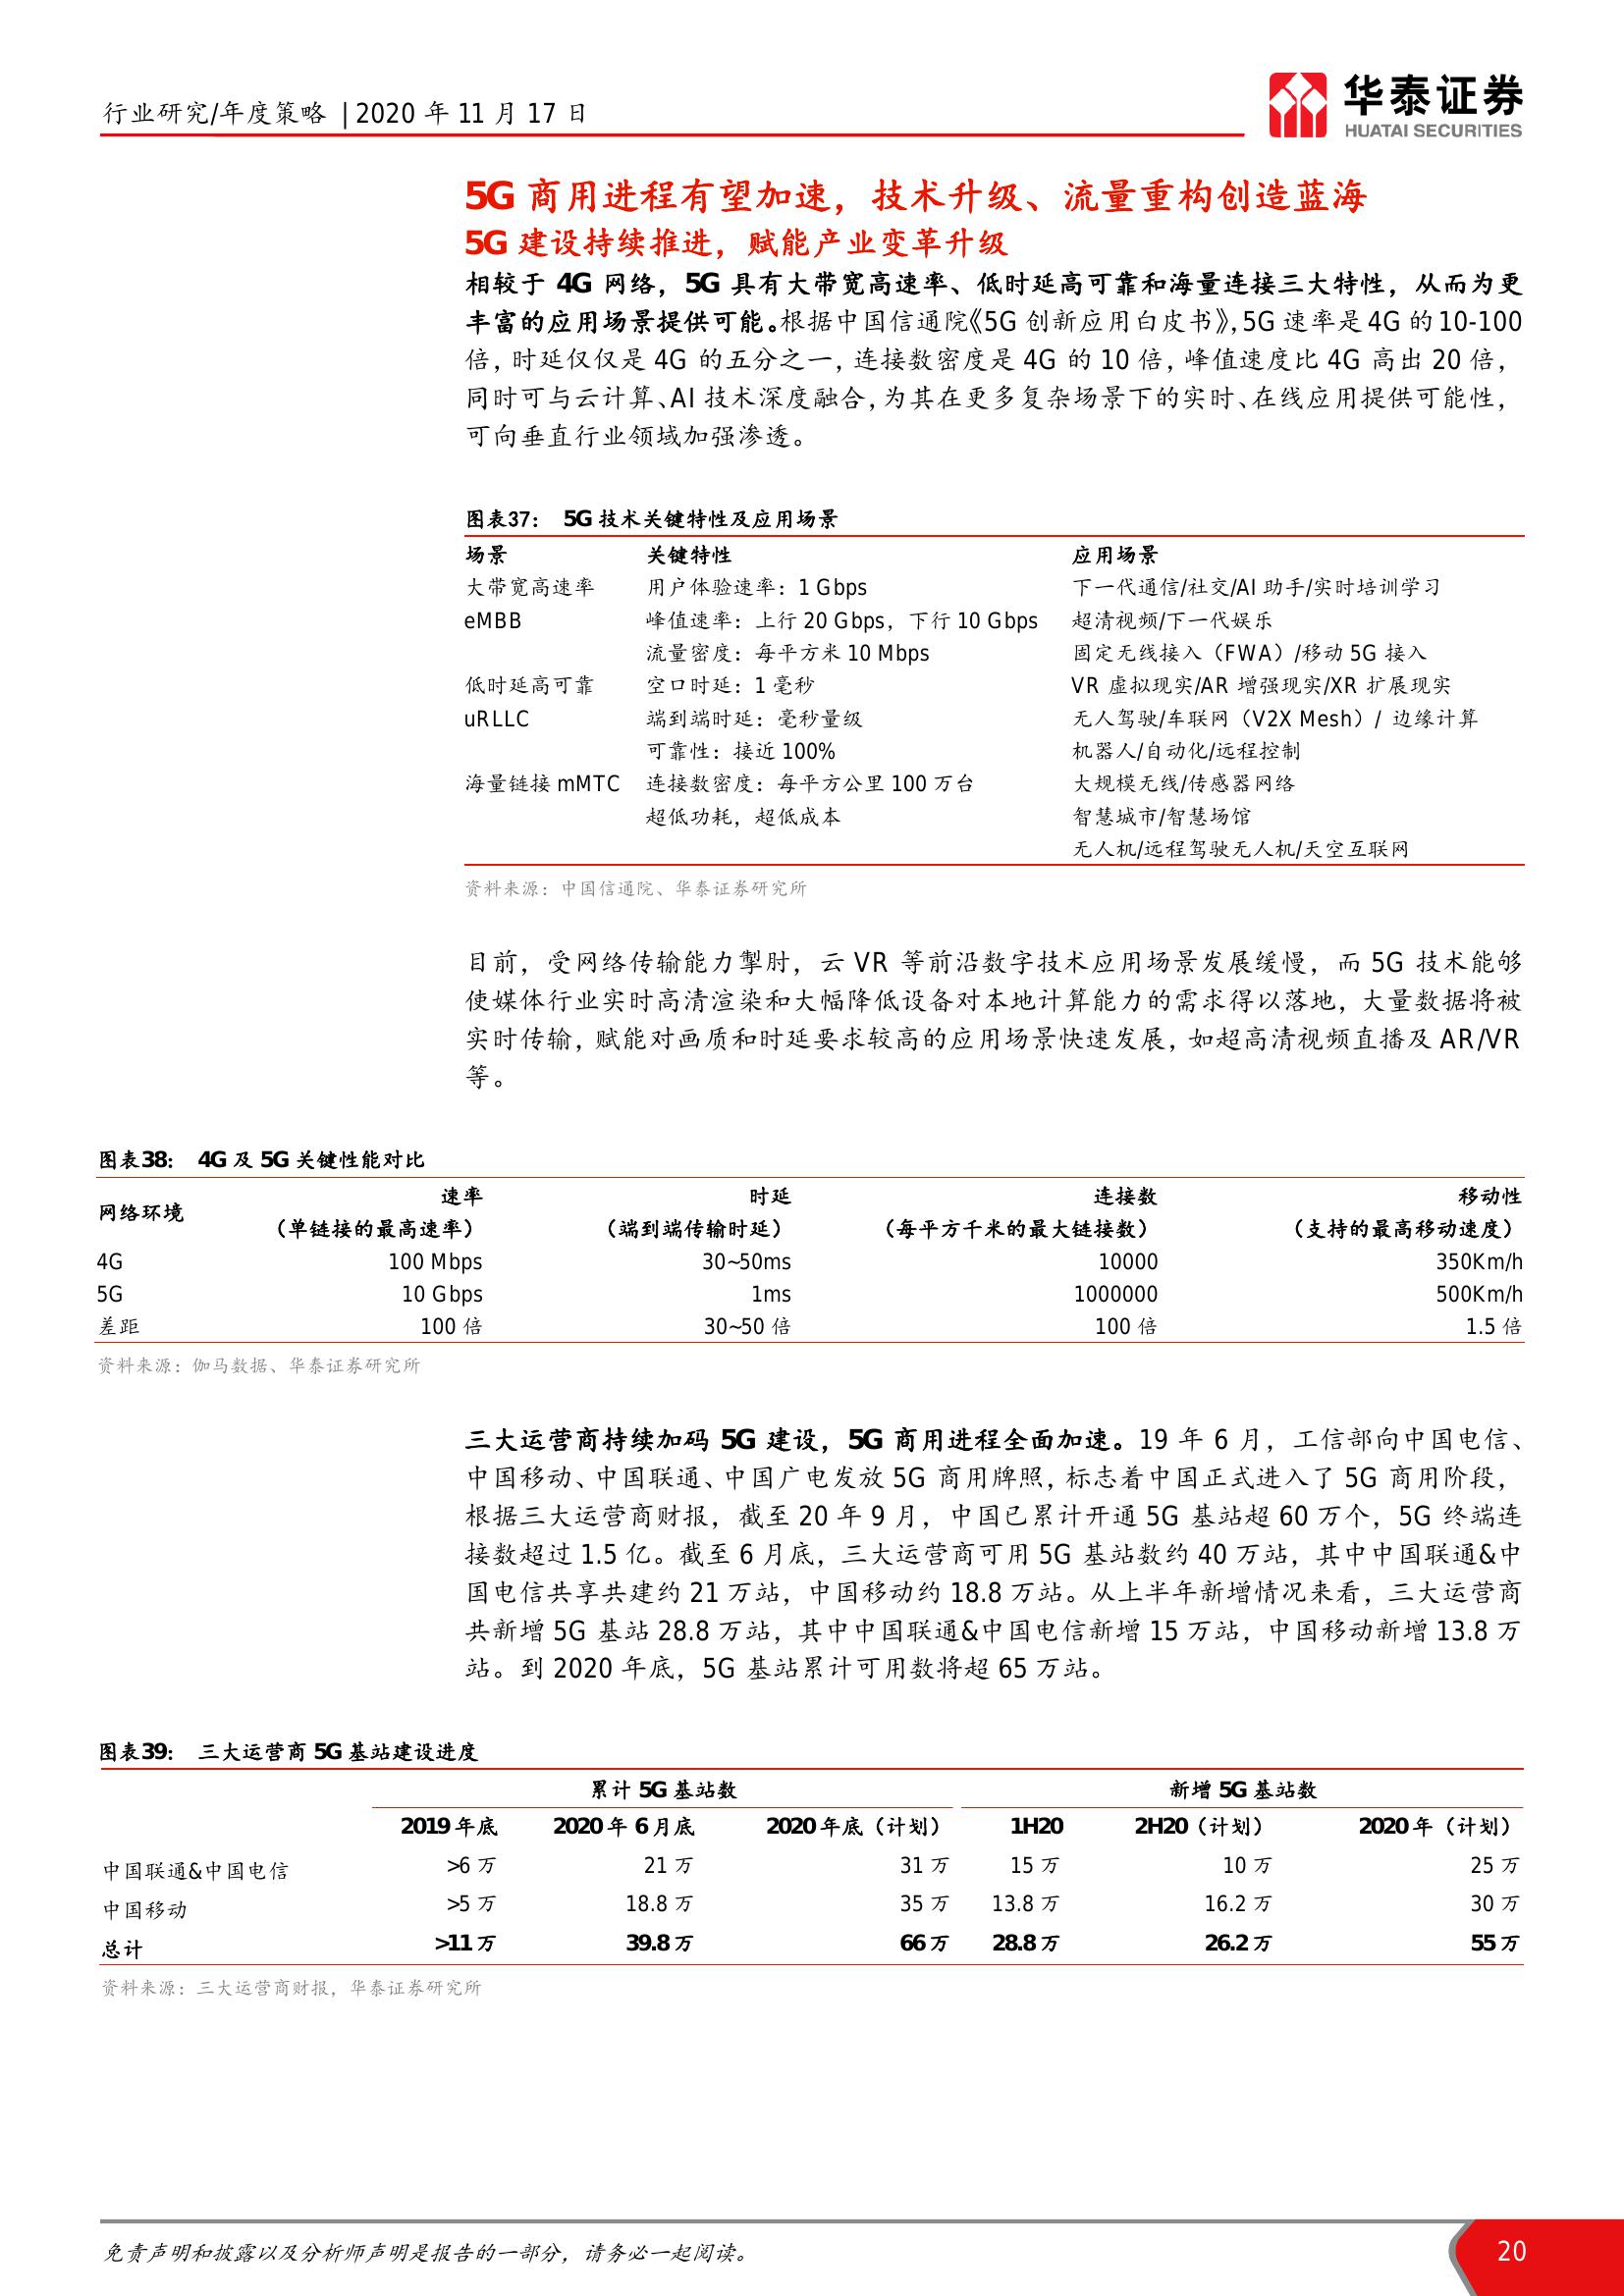 行业研究/年度策略 | 2020 年 11 月 17 日
华泰证券
HUATAI SECURITIES
5G 商用进程有望加速，技术升级、流量重构创造蓝海
5G 建设持续推进，赋能产业变革升级
相较于 4G 网络，5G 具有大带宽高速率、低时延高可靠和海量连接三大特性，从而为更
丰富的应用场景提供可能。根据中国信通院《5G 创新应用白皮书》，5G 速率是 4G 的 10-100
倍，时延仅仅是 4G 的五分之一，连接数密度是 4G 的 10 倍，峰值速度比 4G 高出 20 倍，
同时可与云计算、AI 技术深度融合，为其在更多复杂场景下的实时、在线应用提供可能性，
可向垂直行业领域加强渗透。
图表37： 5G 技术关键特性及应用场景
场景 关键特性 应用场景
大带宽高速率 用户体验速率：1 Gbps 下一代通信/社交/AI 助手/实时培训学习
eMBB 峰值速率：上行 20 Gbps，下行 10 Gbps 超清视频/下一代娱乐
流量密度：每平方米 10 Mbps 固定无线接入（FWA）/移动 5G 接入
低时延高可靠 空口时延：1 毫秒 VR 虚拟现实/AR 增强现实/XR 扩展现实
uRLLC 端到端时延：毫秒量级 无人驾驶/车联网（V2X Mesh）/ 边缘计算
可靠性：接近 100% 机器人/自动化/远程控制
海量链接 mMTC 连接数密度：每平方公里 100 万台 大规模无线/传感器网络
超低功耗，超低成本 智慧城市/智慧场馆
无人机/远程驾驶无人机/天空互联网
资料来源：中国信通院、华泰证券研究所
目前，受网络传输能力掣肘，云 VR 等前沿数字技术应用场景发展缓慢，而 5G 技术能够
使媒体行业实时高清渲染和大幅降低设备对本地计算能力的需求得以落地，大量数据将被
实时传输，赋能对画质和时延要求较高的应用场景快速发展，如超高清视频直播及 AR/VR
等。
图表38： 4G 及 5G 关键性能对比
网络环境 速率 时延 连接数 移动性
（单链接的最高速率） （端到端传输时延） （每平方千米的最大链接数） （支持的最高移动速度）
4G 100 Mbps 30~50ms 10000 350Km/h
5G 10 Gbps 1ms 1000000 500Km/h
差距 100 倍 30~50 倍 100 倍 1.5 倍
资料来源：伽马数据、华泰证券研究所
三大运营商持续加码 5G 建设，5G 商用进程全面加速。19 年 6 月，工信部向中国电信、
中国移动、中国联通、中国广电发放 5G 商用牌照，标志着中国正式进入了 5G 商用阶段，
根据三大运营商财报，截至 20 年 9 月，中国已累计开通 5G 基站超 60 万个，5G 终端连
接数超过 1.5 亿。截至 6 月底，三大运营商可用 5G 基站数约 40 万站，其中中国联通&中
国电信共享共建约 21 万站，中国移动约 18.8 万站。从上半年新增情况来看，三大运营商
共新增 5G 基站 28.8 万站，其中中国联通&中国电信新增 15 万站，中国移动新增 13.8 万
站。到 2020 年底，5G 基站累计可用数将超 65 万站。
图表39： 三大运营商 5G 基站建设进度
累计 5G 基站数 新增 5G 基站数
2019 年底 2020 年 6 月底 2020 年底（计划） 1H20 2H20（计划） 2020 年（计划）
中国联通&中国电信 >6 万 21 万 31 万 15 万 10 万 25 万
中国移动 >5 万 18.8 万 35 万 13.8 万 16.2 万 30 万
总计 >11 万 39.8 万 66 万 28.8 万 26.2 万 55 万
资料来源：三大运营商财报，华泰证券研究所
免责声明和披露以及分析师声明是报告的一部分，请务必一起阅读。
20